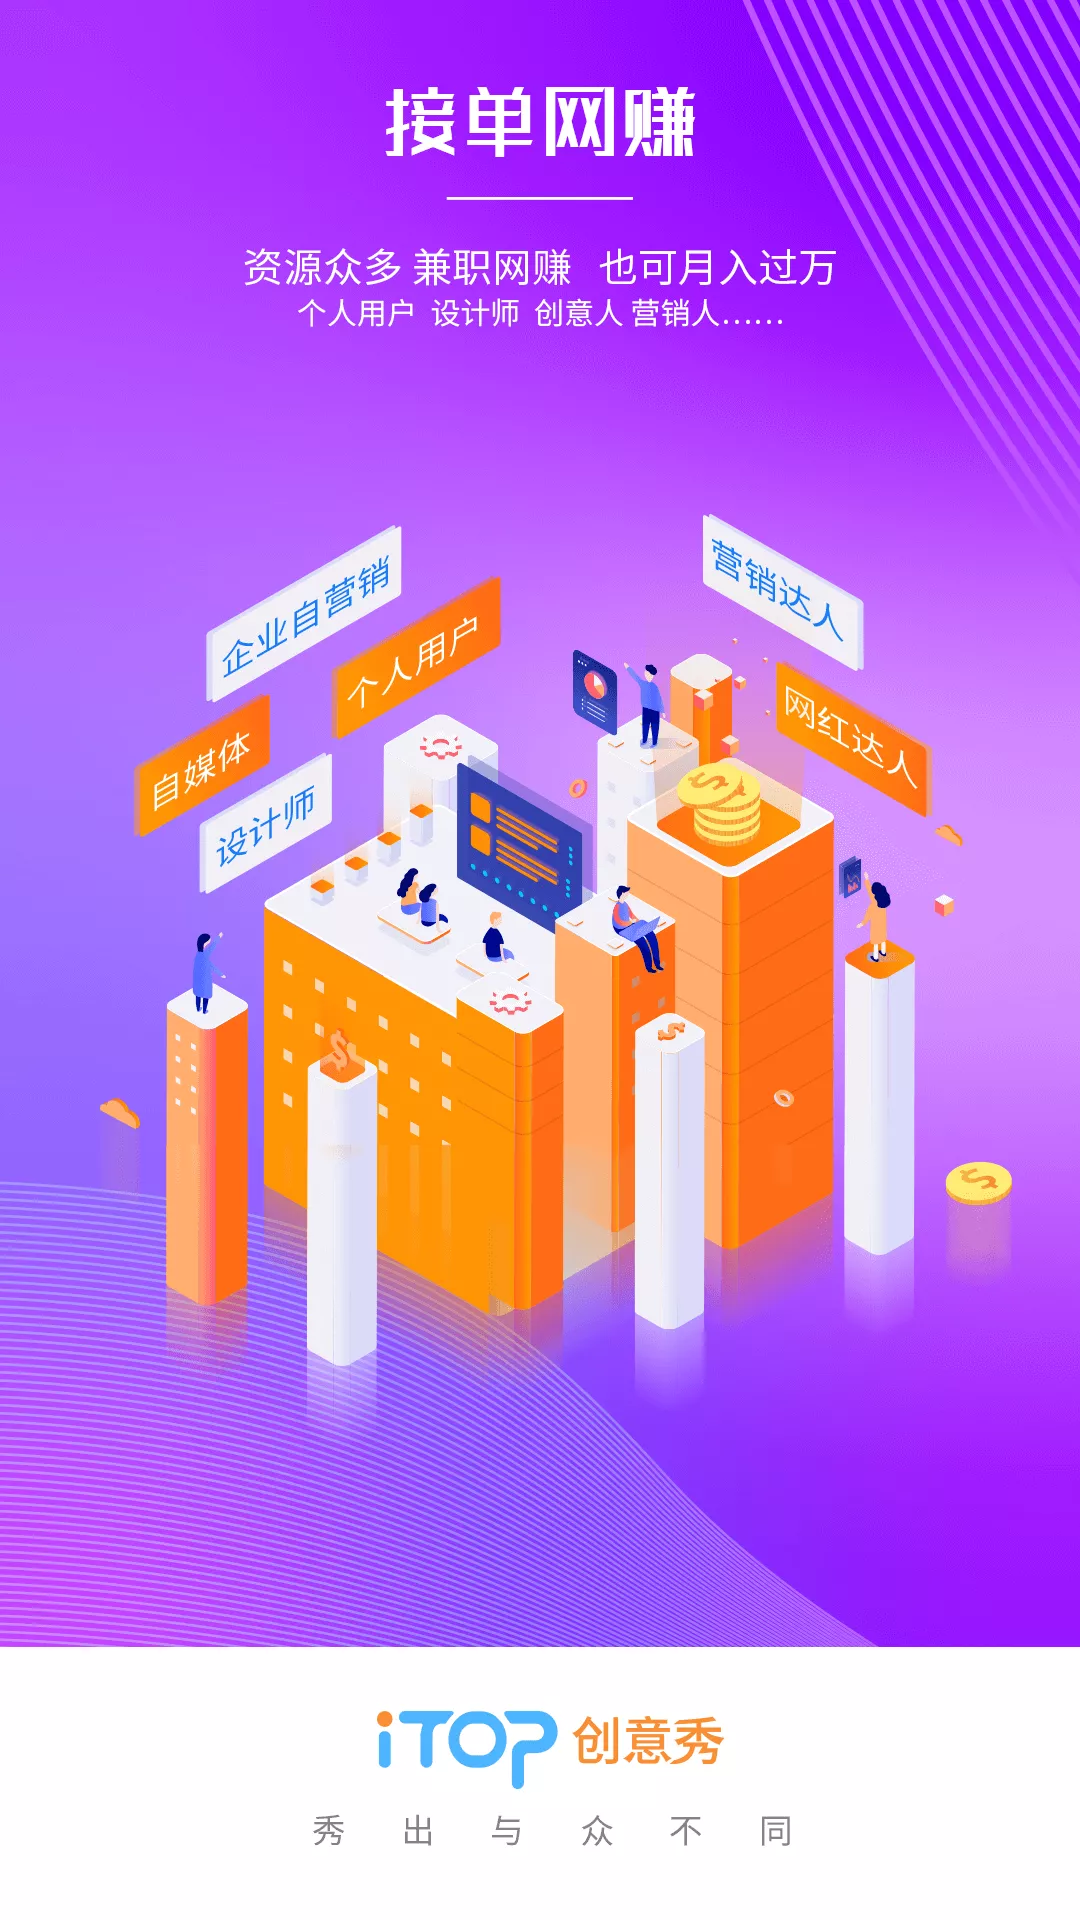 接单网赚
资源众多 兼职网赚 也可月入过万
个人用户 设计师 创意人 营销人……
企业自营销
营销达人
个人用户
网红达人
自媒体
设计师
iTOP 创意秀
秀出与众不同